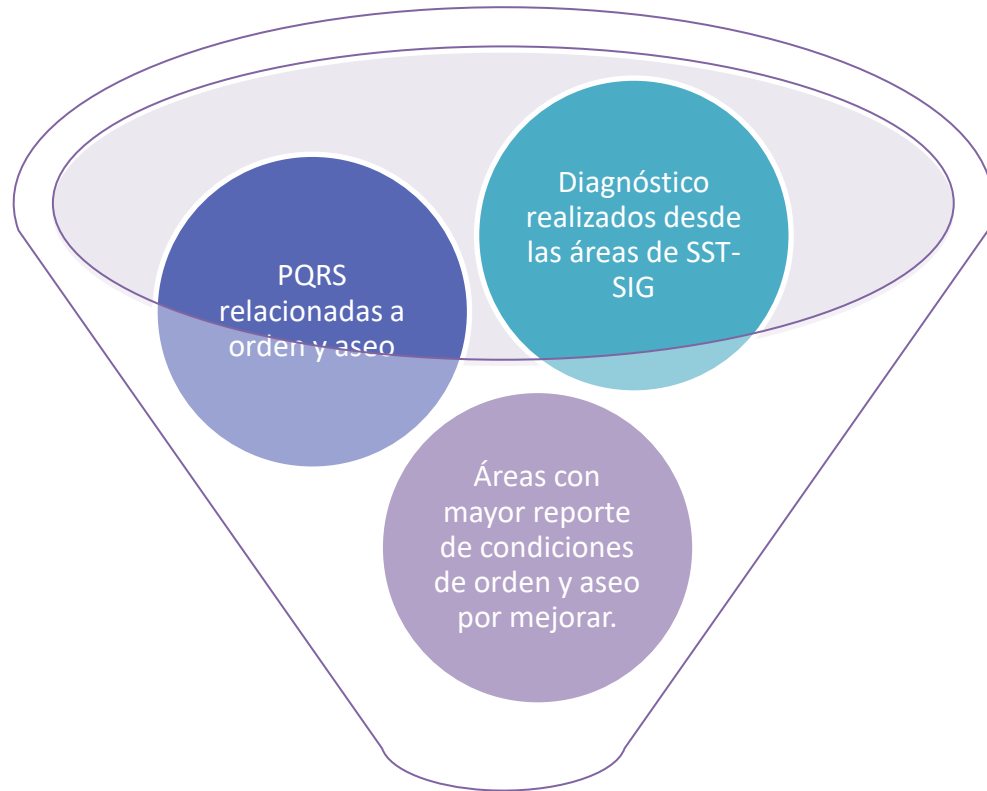 PQRS
relacionadas a
orden y aseo
Diagnóstico
realizados desde
las áreas de SST-
SIG
Áreas con
mayor reporte
de condiciones
de orden y aseo
por mejorar.